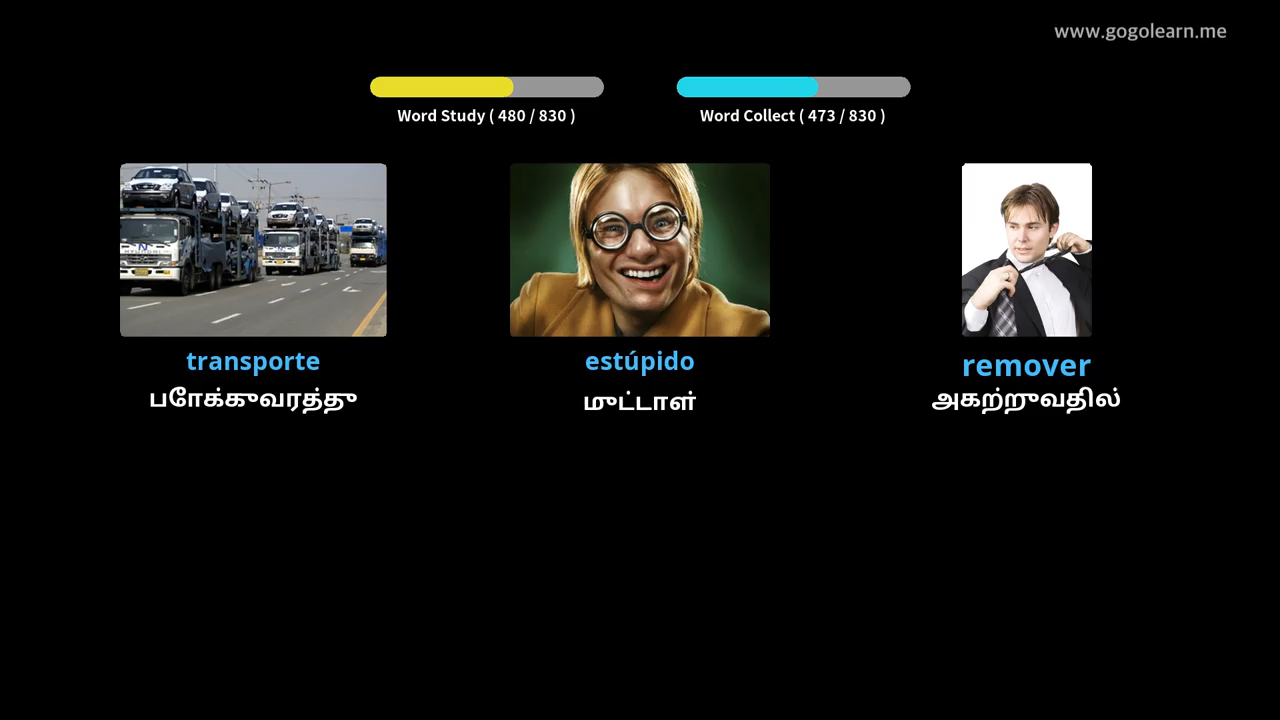 www.gogolearn.me
Word Study ( 480 / 830 )
Word Collect ( 473 / 830 )
transporte
estúpido
remover
போக்குவரத்து
முட்டாள்
அகற்றுவதில்